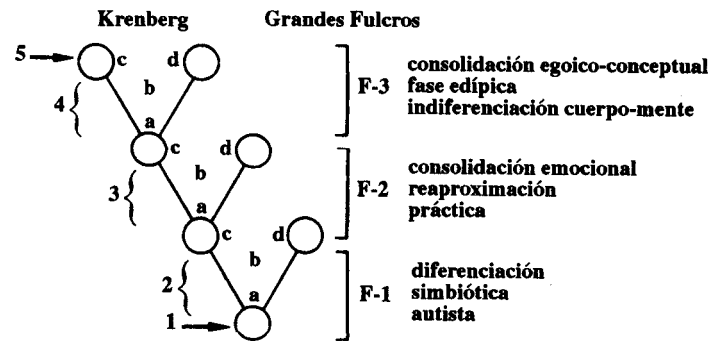 Krenberg Grandes Fulcros
5 c d
b
4
a
F-3
consolidación egoico-conceptual
fase edípica
indiferenciación cuerpo-mente
c d
b
3
a
F-2
consolidación emocional
reaproximación
práctica
c d
b
2
a
1
F-1
diferenciación
simbiótica
autista